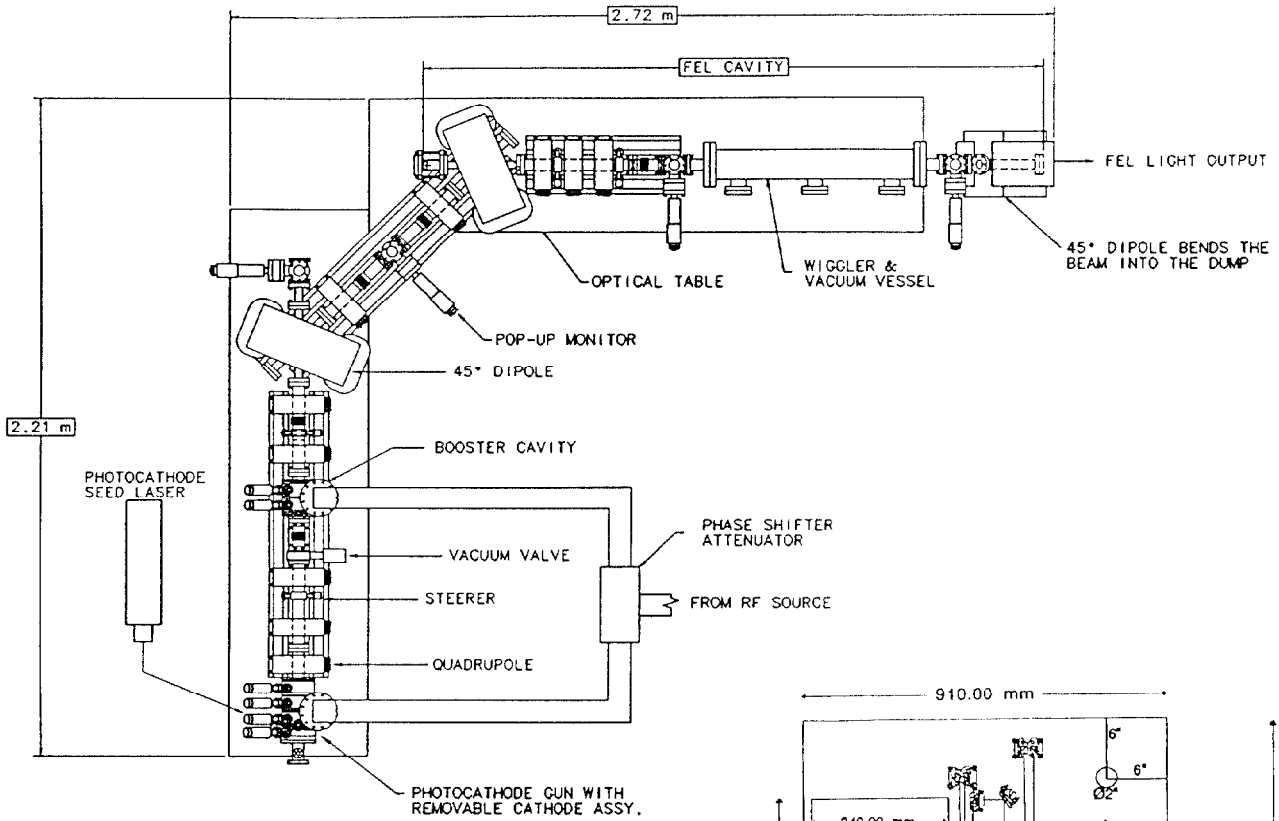 2.72 m
FEL CAVITY
FEL LIGHT OUTPUT
45° DIPOLE BENDS THE
BEAM INTO THE DUMP
WIGGLER &
VACUUM VESSEL
OPTICAL TABLE
POP-UP MONITOR
45° DIPOLE
2.21 m
BOOSTER CAVITY
PHOTOCATHODE
SEED LASER
PHASE SHIFTER
ATTENUATOR
VACUUM VALVE
STEERER
FROM RF SOURCE
QUADRUPOLE
PHOTOCATHODE GUN WITH
REMOVABLE CATHODE ASSY.
910.00 mm
6"
6"
Ø2"
mm